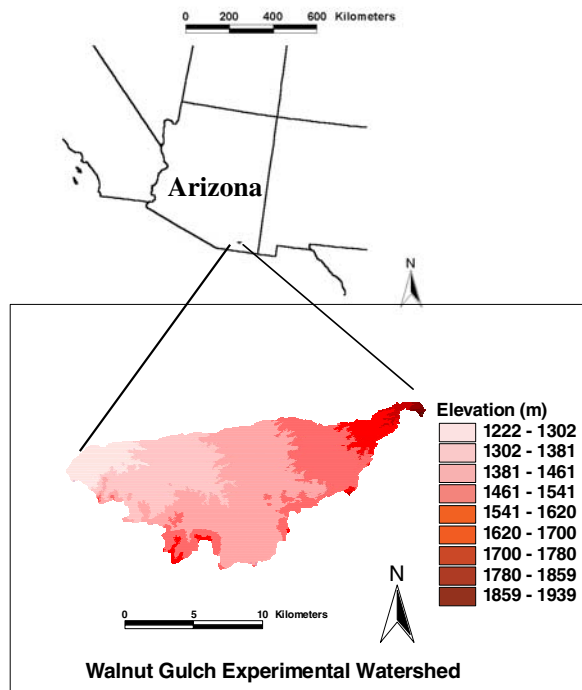 0 200 400 600 Kilometers
Arizona
N
Elevation (m)
1222 - 1302
1302 - 1381
1381 - 1461
1461 - 1541
1541 - 1620
1620 - 1700
1700 - 1780
1780 - 1859
1859 - 1939
N
0 5 10 Kilometers
Walnut Gulch Experimental Watershed